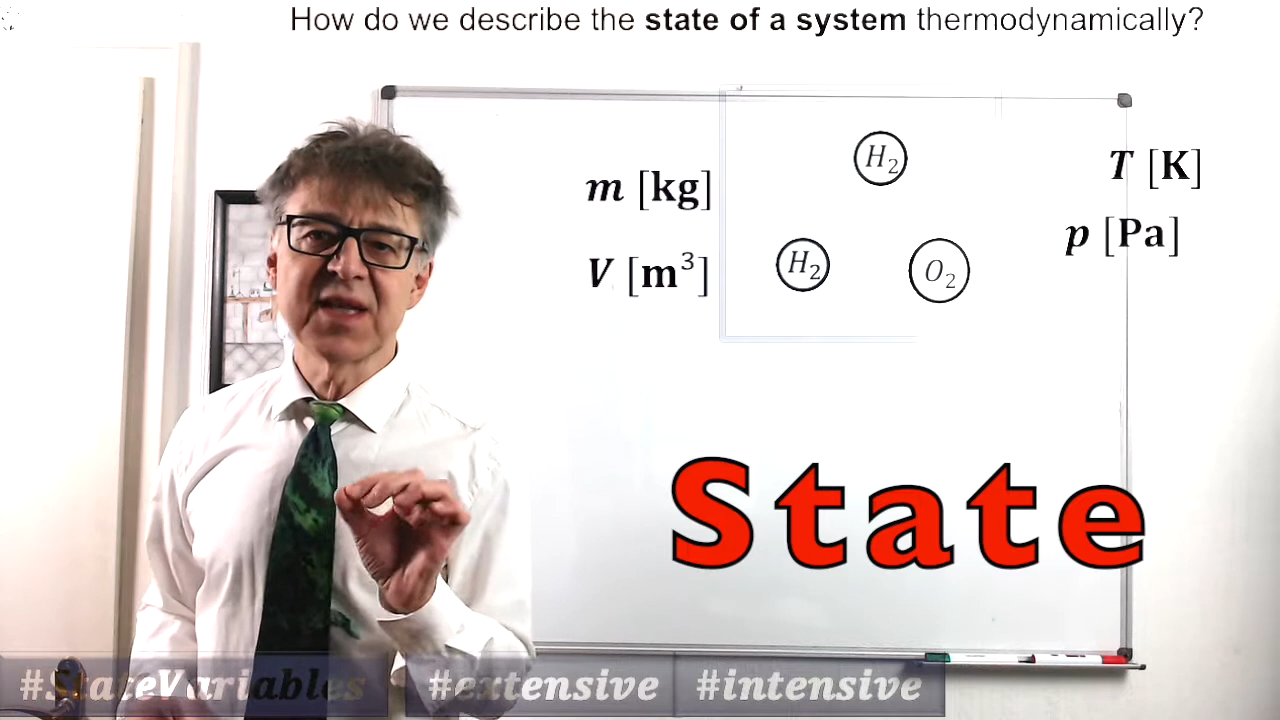 How do we describe the state of a system thermodynamically?
m [kg]
V [m³]
H₂
H₂
O₂
T [K]
p [Pa]
State
#StateVariables #extensive #intensive